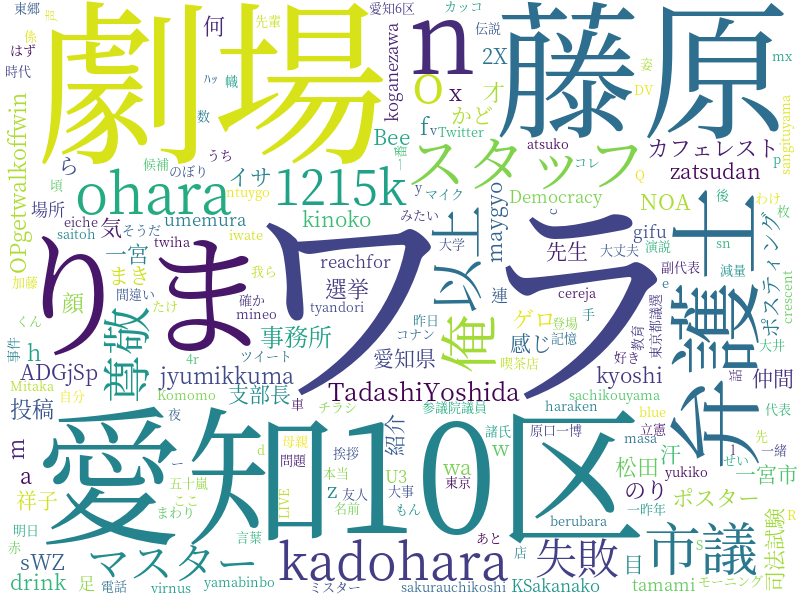 劇場
藤原
n
o
何
2X
x
才
かど
f
Twitter
v
koganezawa
愛知6区
カッコ
先輩
伝説
mx
姿
DV
コレ
Q
東郷
はず
時代
係
ハッ
幟
数
うち
候補
のぼり
頃
ら
OPgetwalkoffwin
ohara
1215k
イサ
場所
umemura
kinoko
気
eiche
そうだ
saitoh
twiha
ntuygo
iwate
一宮
まき
加藤
間違い
たけ
確か
mineo
我ら
tyandori
Bee
スタッフ
カフェレスト
zatsudan
atsuko
Democracy
NOA
gifu
y
マイク
みたい
大学
c
p
わけ
枚
sangituyama
後
sn
ポスティング
演説
大丈夫
先生
maygyo
以上
弁護士
副代表
減量
e
大井
crescent
東京都議選
教育
好き
手
登場
記憶
cereja
りま
ワラ
reachfor
選挙
連
コナン
昨日
俺
ゲロ
感じ
喫茶店
尊敬
顔
くん
事件
h
ADGjSp
事務所
jyumikkuma
支部長
ツイート
4r
愛知県
TadashiYoshida
kyoshi
仲間
sachikouyama
Mitaka
自分
Komomo
投稿
夜
車
チラシ
参議院議員
haraken
原口一博
立憲
blue
語
代表
愛知10区
紹介
挨拶
諸氏
母親
問題
LIVE
d
m
a
祥子
五十嵐
ここ
まわり
本当
友人
大事
z
U3
名前
東京
もん
wa
w
松田
汗
masa
せい
先
l
一緒
yukiko
一宮市
のり
ポスター
一昨年
berubara
s
R
司法試験
sWZ
マスター
明日
赤
言葉
drink
足
電話
virnus
yamabinbo
kadohara
あと
店
ミスター
sakurauchikoshi
失敗
KSakanako
目
市議
tamami
モーニング